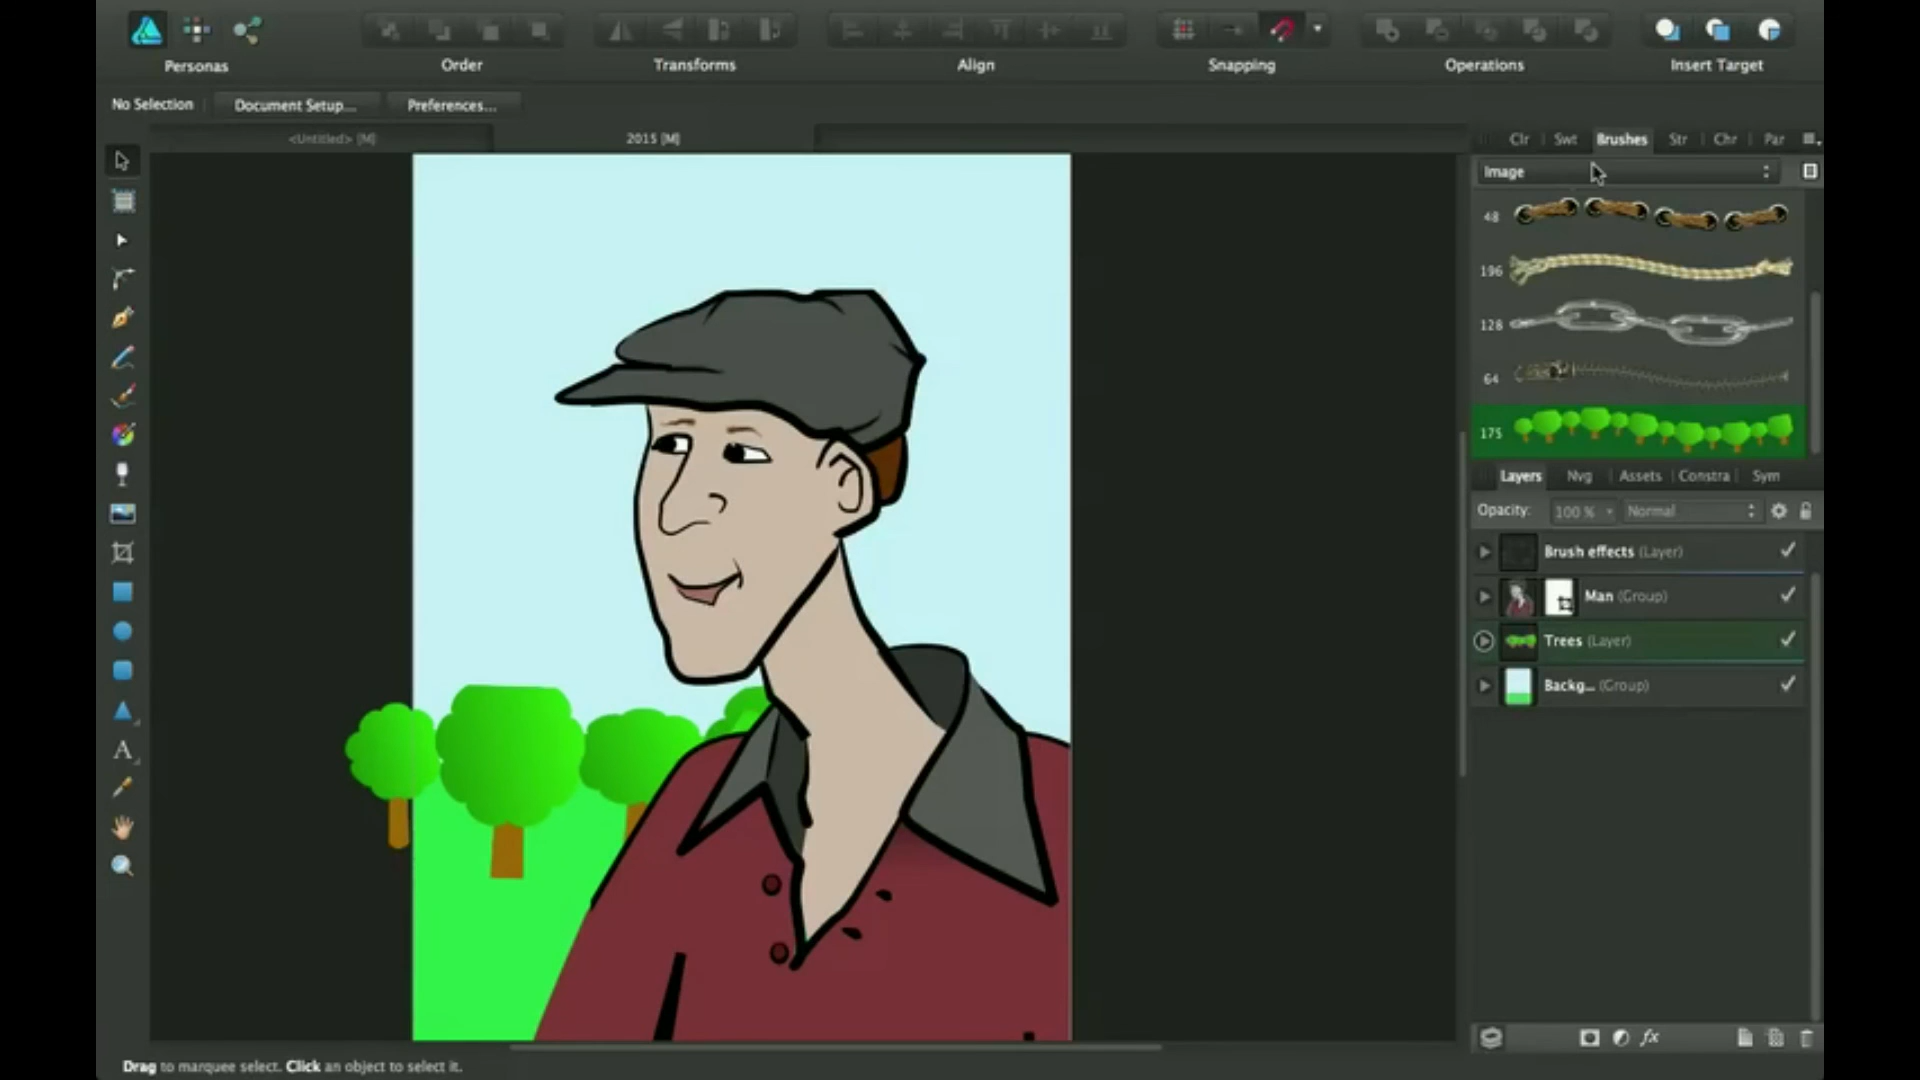 Personas
Order
Transforms
Align
Snapping
Operations
Insert Target
No Selection
Document Setup...
Preferences...
<Untitled> [M]
2015 [M]
Clr
Swt
Brushes
Str
Chr
Par
Image
48
196
128
64
175
Layers
Nvg
Assets
Constra
Sym
Opacity:
100 %
Normal
Brush effects (Layer)
Man (Group)
Trees (Layer)
Backg... (Group)
A
fx
Drag to marquee select. Click an object to select it.